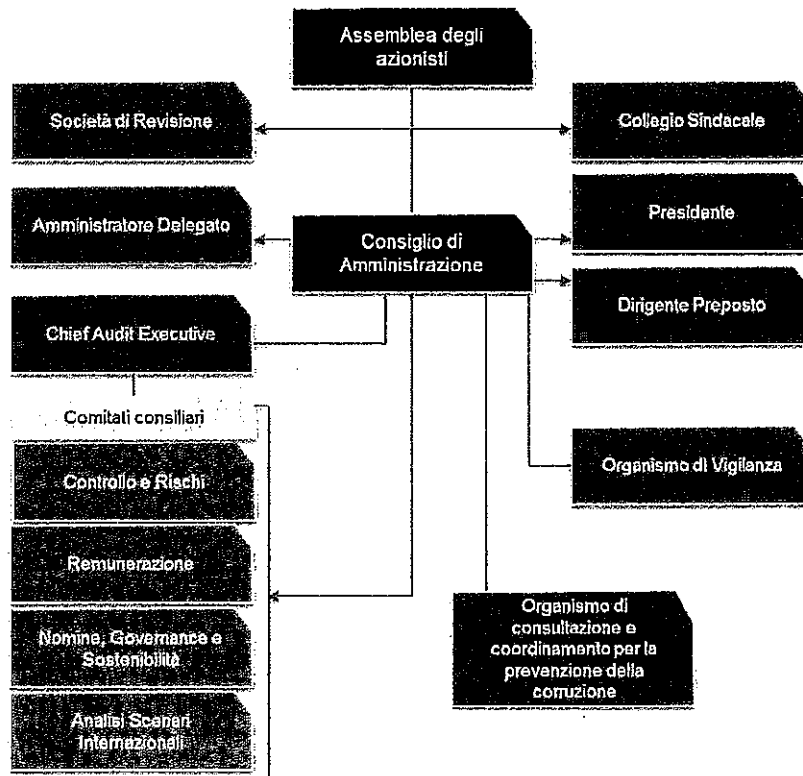 Assemblea degli
azionisti
Società di Revisione
Collegio Sindacale
Amministratore Delegato
Consiglio di
Amministrazione
Presidente
Dirigente Preposto
Chief Audit Executive
Comitati consiliari
Controllo e Rischi
Organismo di Vigilanza
Remunerazione
Nomine, Governance e
Sostenibilità
Analisi Scenari
Internazionali
Organismo di
consultazione e
coordinamento per la
prevenzione della
corruzione